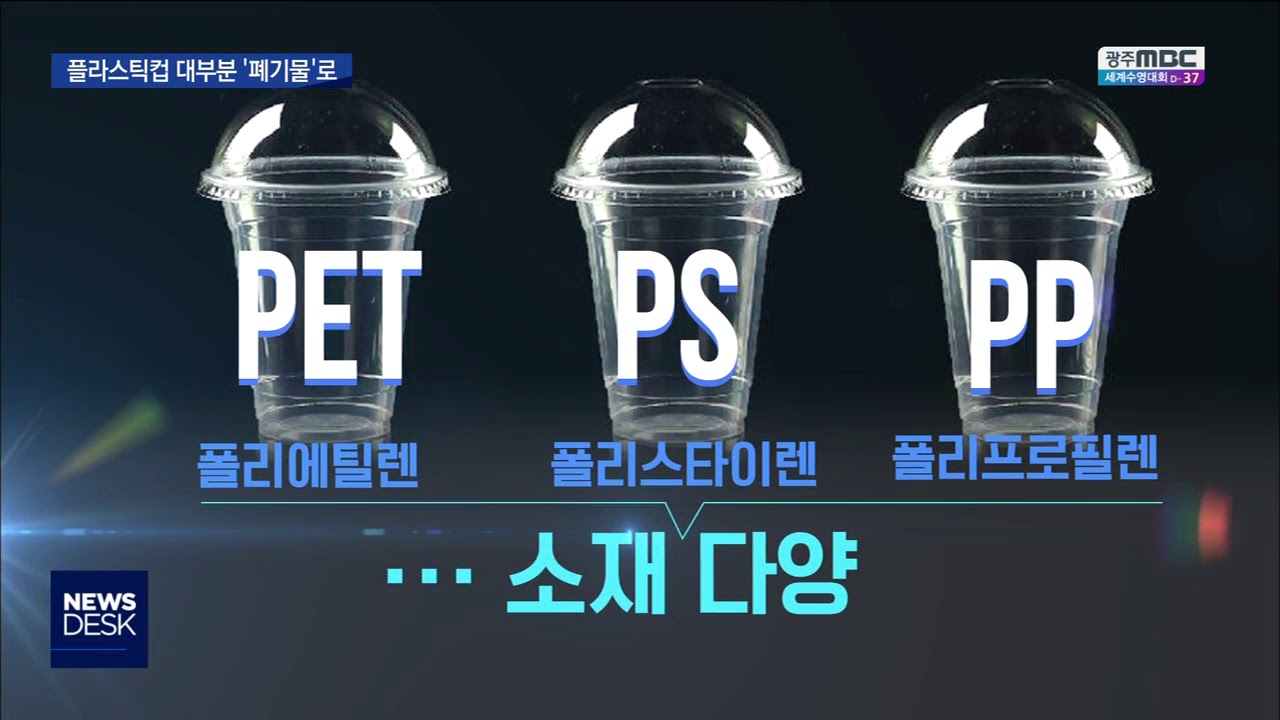 플라스틱컵 대부분 '폐기물'로
광주MBC
세계수영대회 D-37
PET
PS
PP
폴리에틸렌
폴리스타이렌
폴리프로필렌
··· 소재 다양
NEWS
DESK